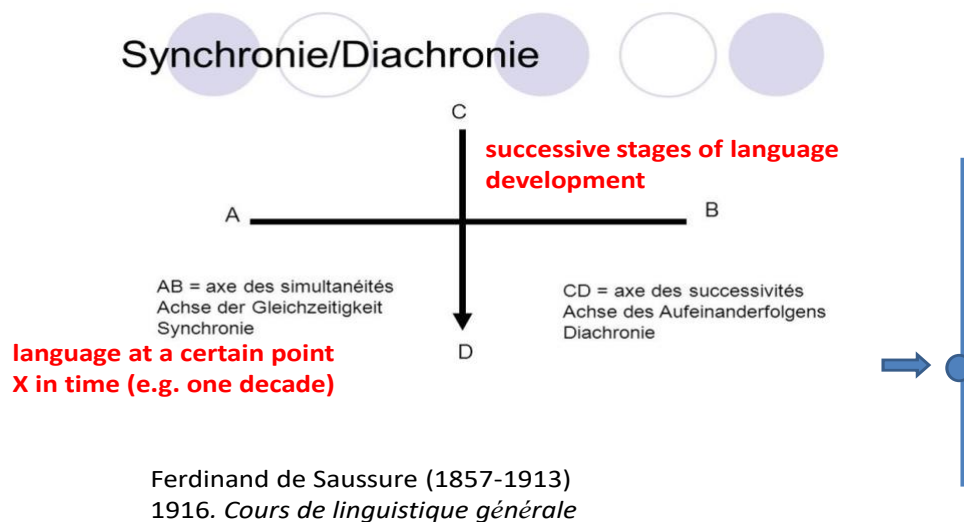 Synchronie/Diachronie
C
successive stages of language
development
A
B
AB = axe des simultanéités
Achse der Gleichzeitigkeit
Synchronie
CD = axe des successivités
Achse des Aufeinanderfolgens
Diachronie
D
language at a certain point
X in time (e.g. one decade)
Ferdinand de Saussure (1857-1913)
1916. Cours de linguistique générale